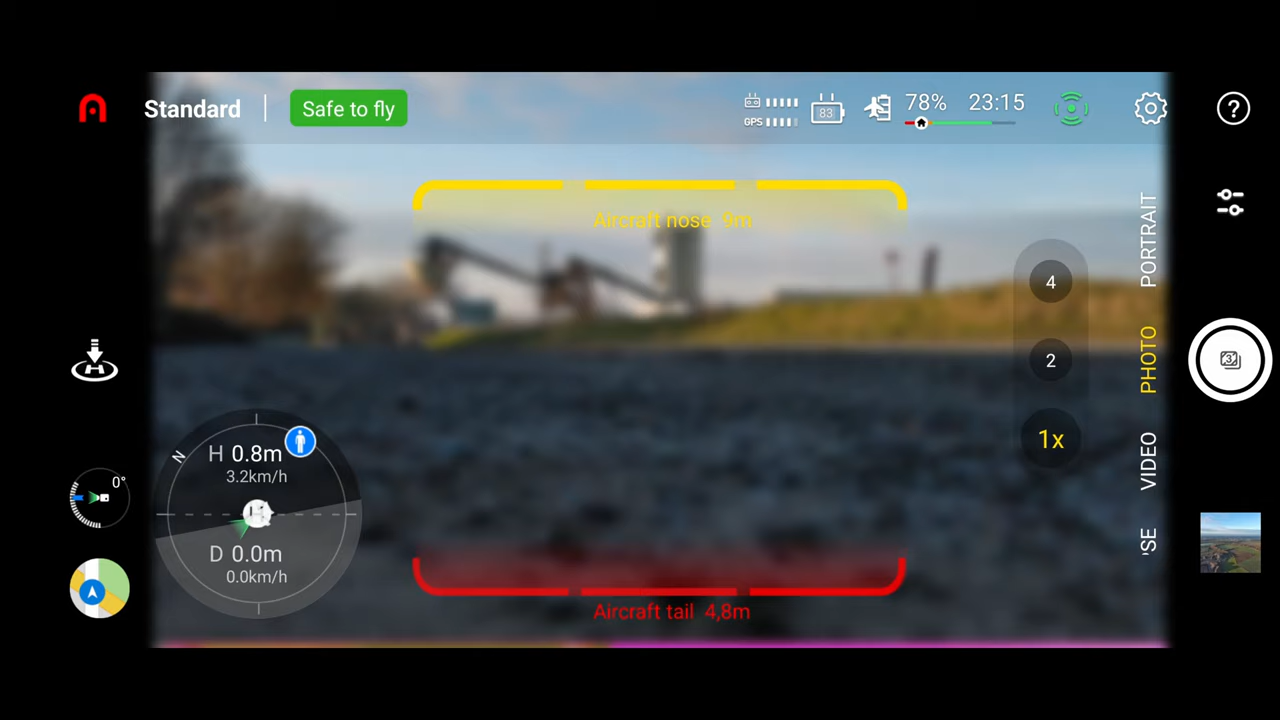 Standard
Safe to fly
GPS
83
78%
23:15
?
Aircraft nose 9m
PORTRAIT
4
PHOTO
2
3
1x
VIDEO
N
H 0.8m
3.2km/h
0°
H
D 0.0m
0.0km/h
SE
Aircraft tail 4,8m